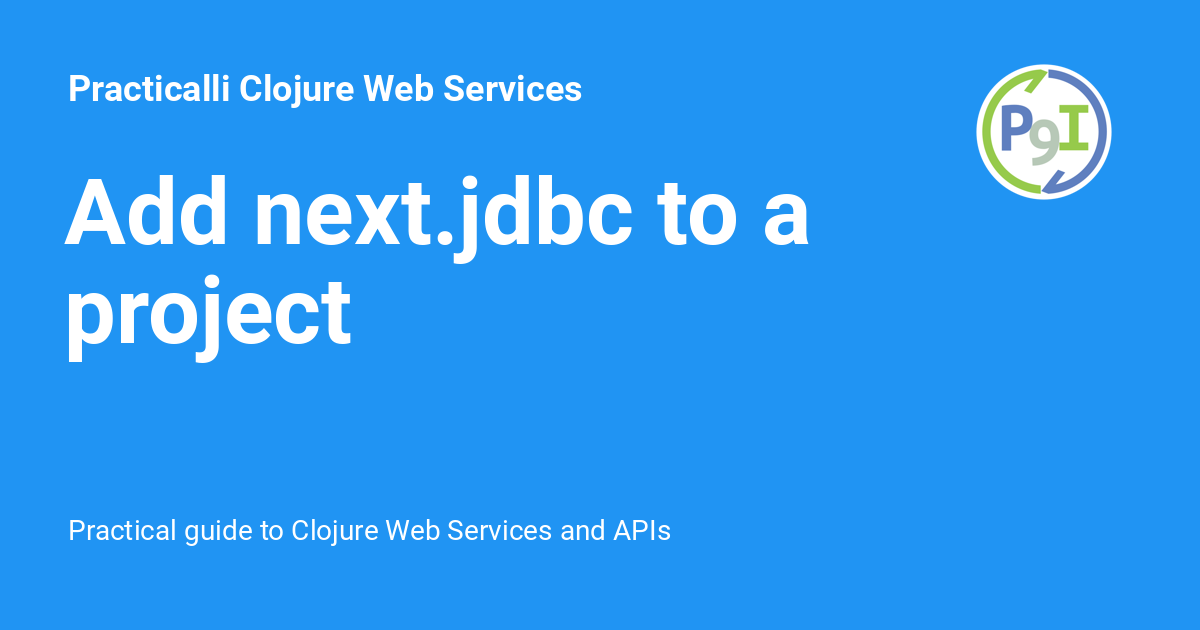 Practicalli Clojure Web Services
P9I
Add next.jdbc to a
project
Practical guide to Clojure Web Services and APIs